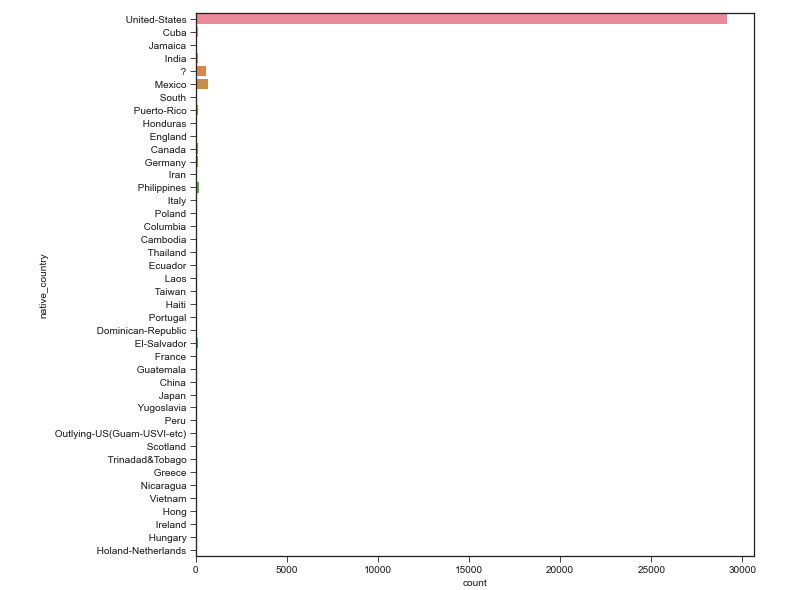 United-States
Cuba
Jamaica
India
?
Mexico
South
Puerto-Rico
Honduras
England
Canada
Germany
Iran
Philippines
Italy
Poland
Columbia
Cambodia
Thailand
Ecuador
Laos
Taiwan
Haiti
Portugal
Dominican-Republic
El-Salvador
France
Guatemala
China
Japan
Yugoslavia
Peru
Outlying-US(Guam-USVI-etc)
Scotland
Trinadad&Tobago
Greece
Nicaragua
Vietnam
Hong
Ireland
Hungary
Holand-Netherlands
native_country
0 5000 10000 15000 20000 25000 30000
count